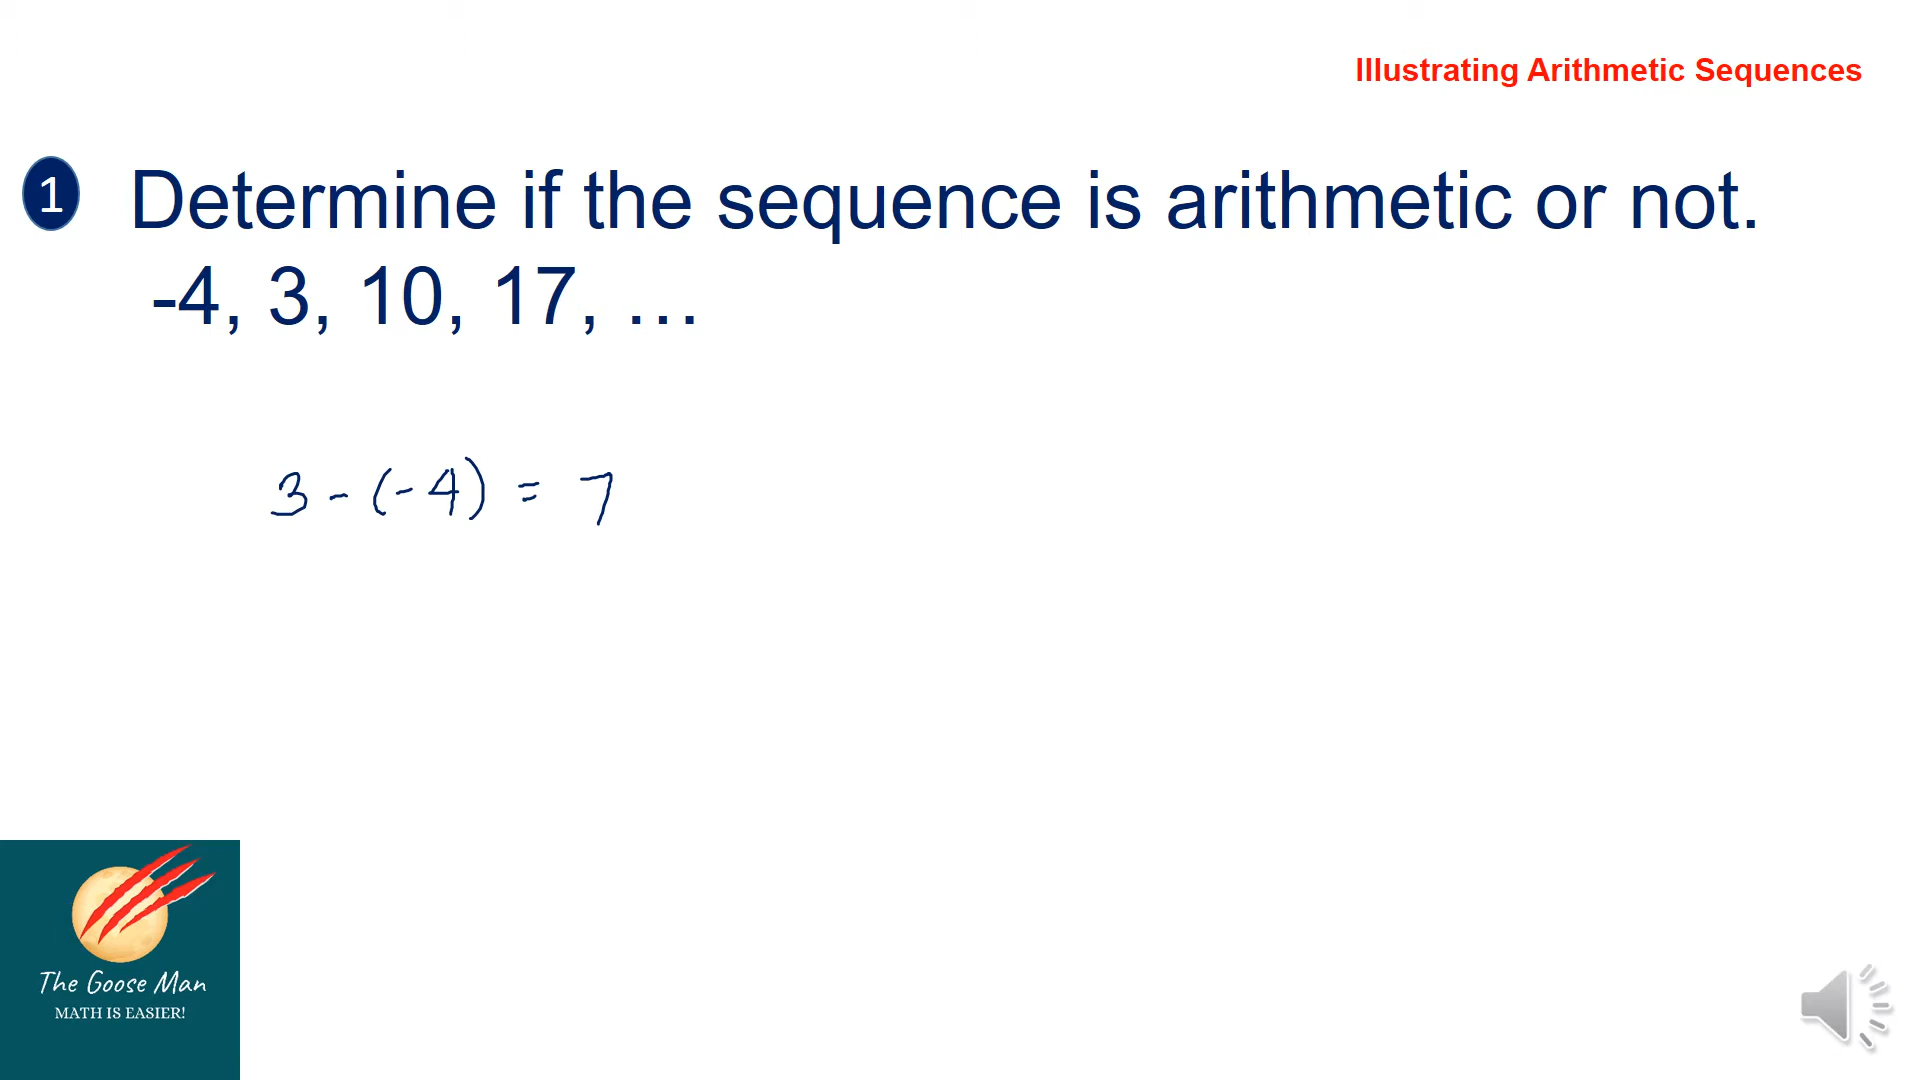 Illustrating Arithmetic Sequences
1 Determine if the sequence is arithmetic or not.
-4, 3, 10, 17, …
3 - (-4) = 7
The Goose Man
MATH IS EASIER!